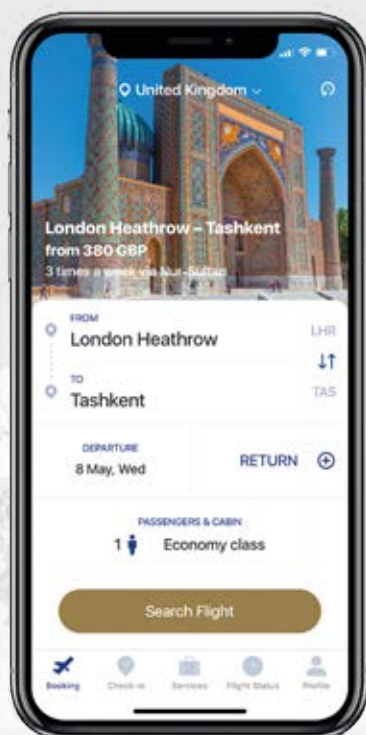 United Kingdom
London Heathrow – Tashkent
from 380 GBP
3 times a week via Nur-Sultan
FROM
London Heathrow
LHR
TO
Tashkent
TAS
DEPARTURE
8 May, Wed
RETURN
PASSENGERS & CABIN
1 Economy class
Search Flight
Booking Check-in Services Flight Status Profile